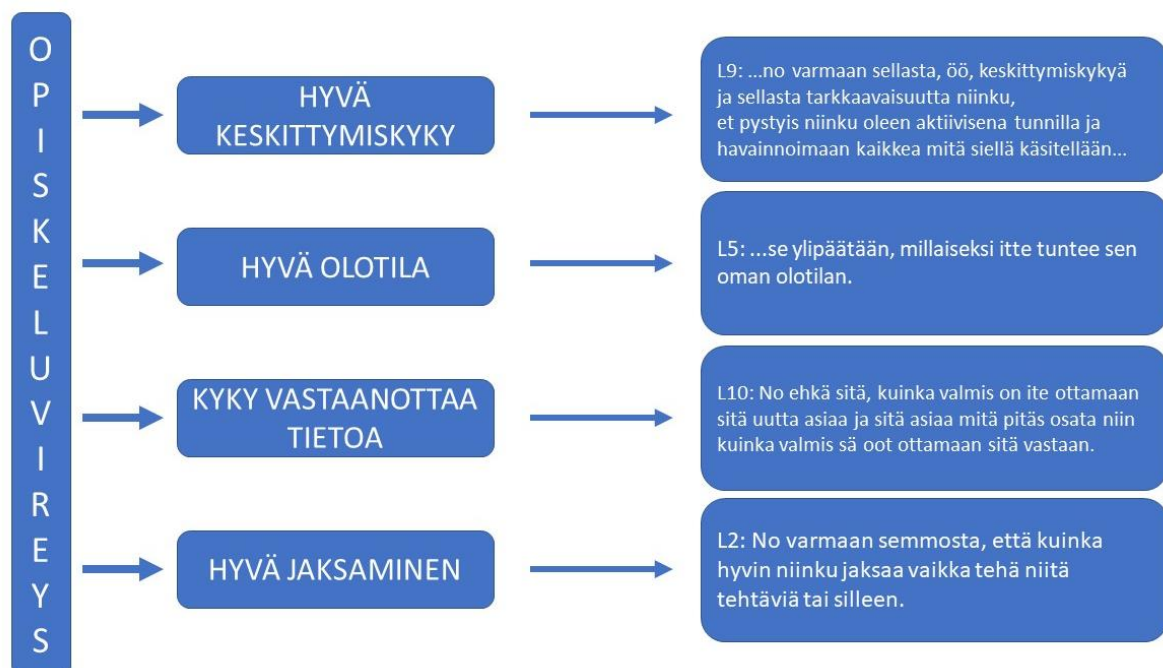 OPISKELUVIREYS
HYVÄ
KESKITTYMISKYKY
L9: ...no varmaan sellasta, öö, keskittymiskykyä
ja sellasta tarkkaavaisuutta niinku,
et pystyis niinku oleen aktiivisena tunnilla ja
havainnoimaan kaikkea mitä siellä käsitellään...
HYVÄ OLOTILA
L5: ...se ylipäätään, millaiseksi itte tuntee sen
oman olotilan.
KYKY VASTAANOTTAA
TIETOA
L10: No ehkä sitä, kuinka valmis on ite ottamaan
sitä uutta asiaa ja sitä asiaa mitä pitäs osata niin
kuinka valmis sä oot ottamaan sitä vastaan.
HYVÄ JAKSAMINEN
L2: No varmaan semmosta, että kuinka
hyvin niinku jaksaa vaikka tehä niitä
tehtäviä tai silleen.